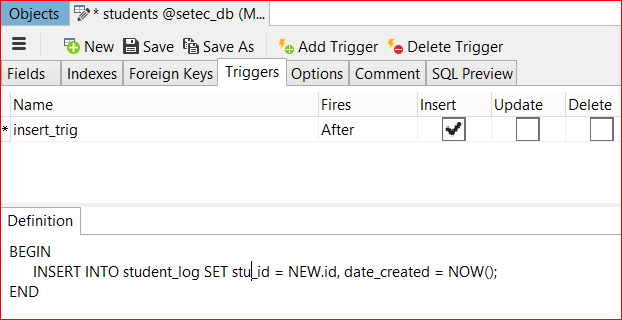 Objects * students @setec_db (M...
New Save Save As Add Trigger Delete Trigger
Fields Indexes Foreign Keys Triggers Options Comment SQL Preview
Name Fires Insert Update Delete
* insert_trig After
Definition
BEGIN
INSERT INTO student_log SET stu_id = NEW.id, date_created = NOW();
END